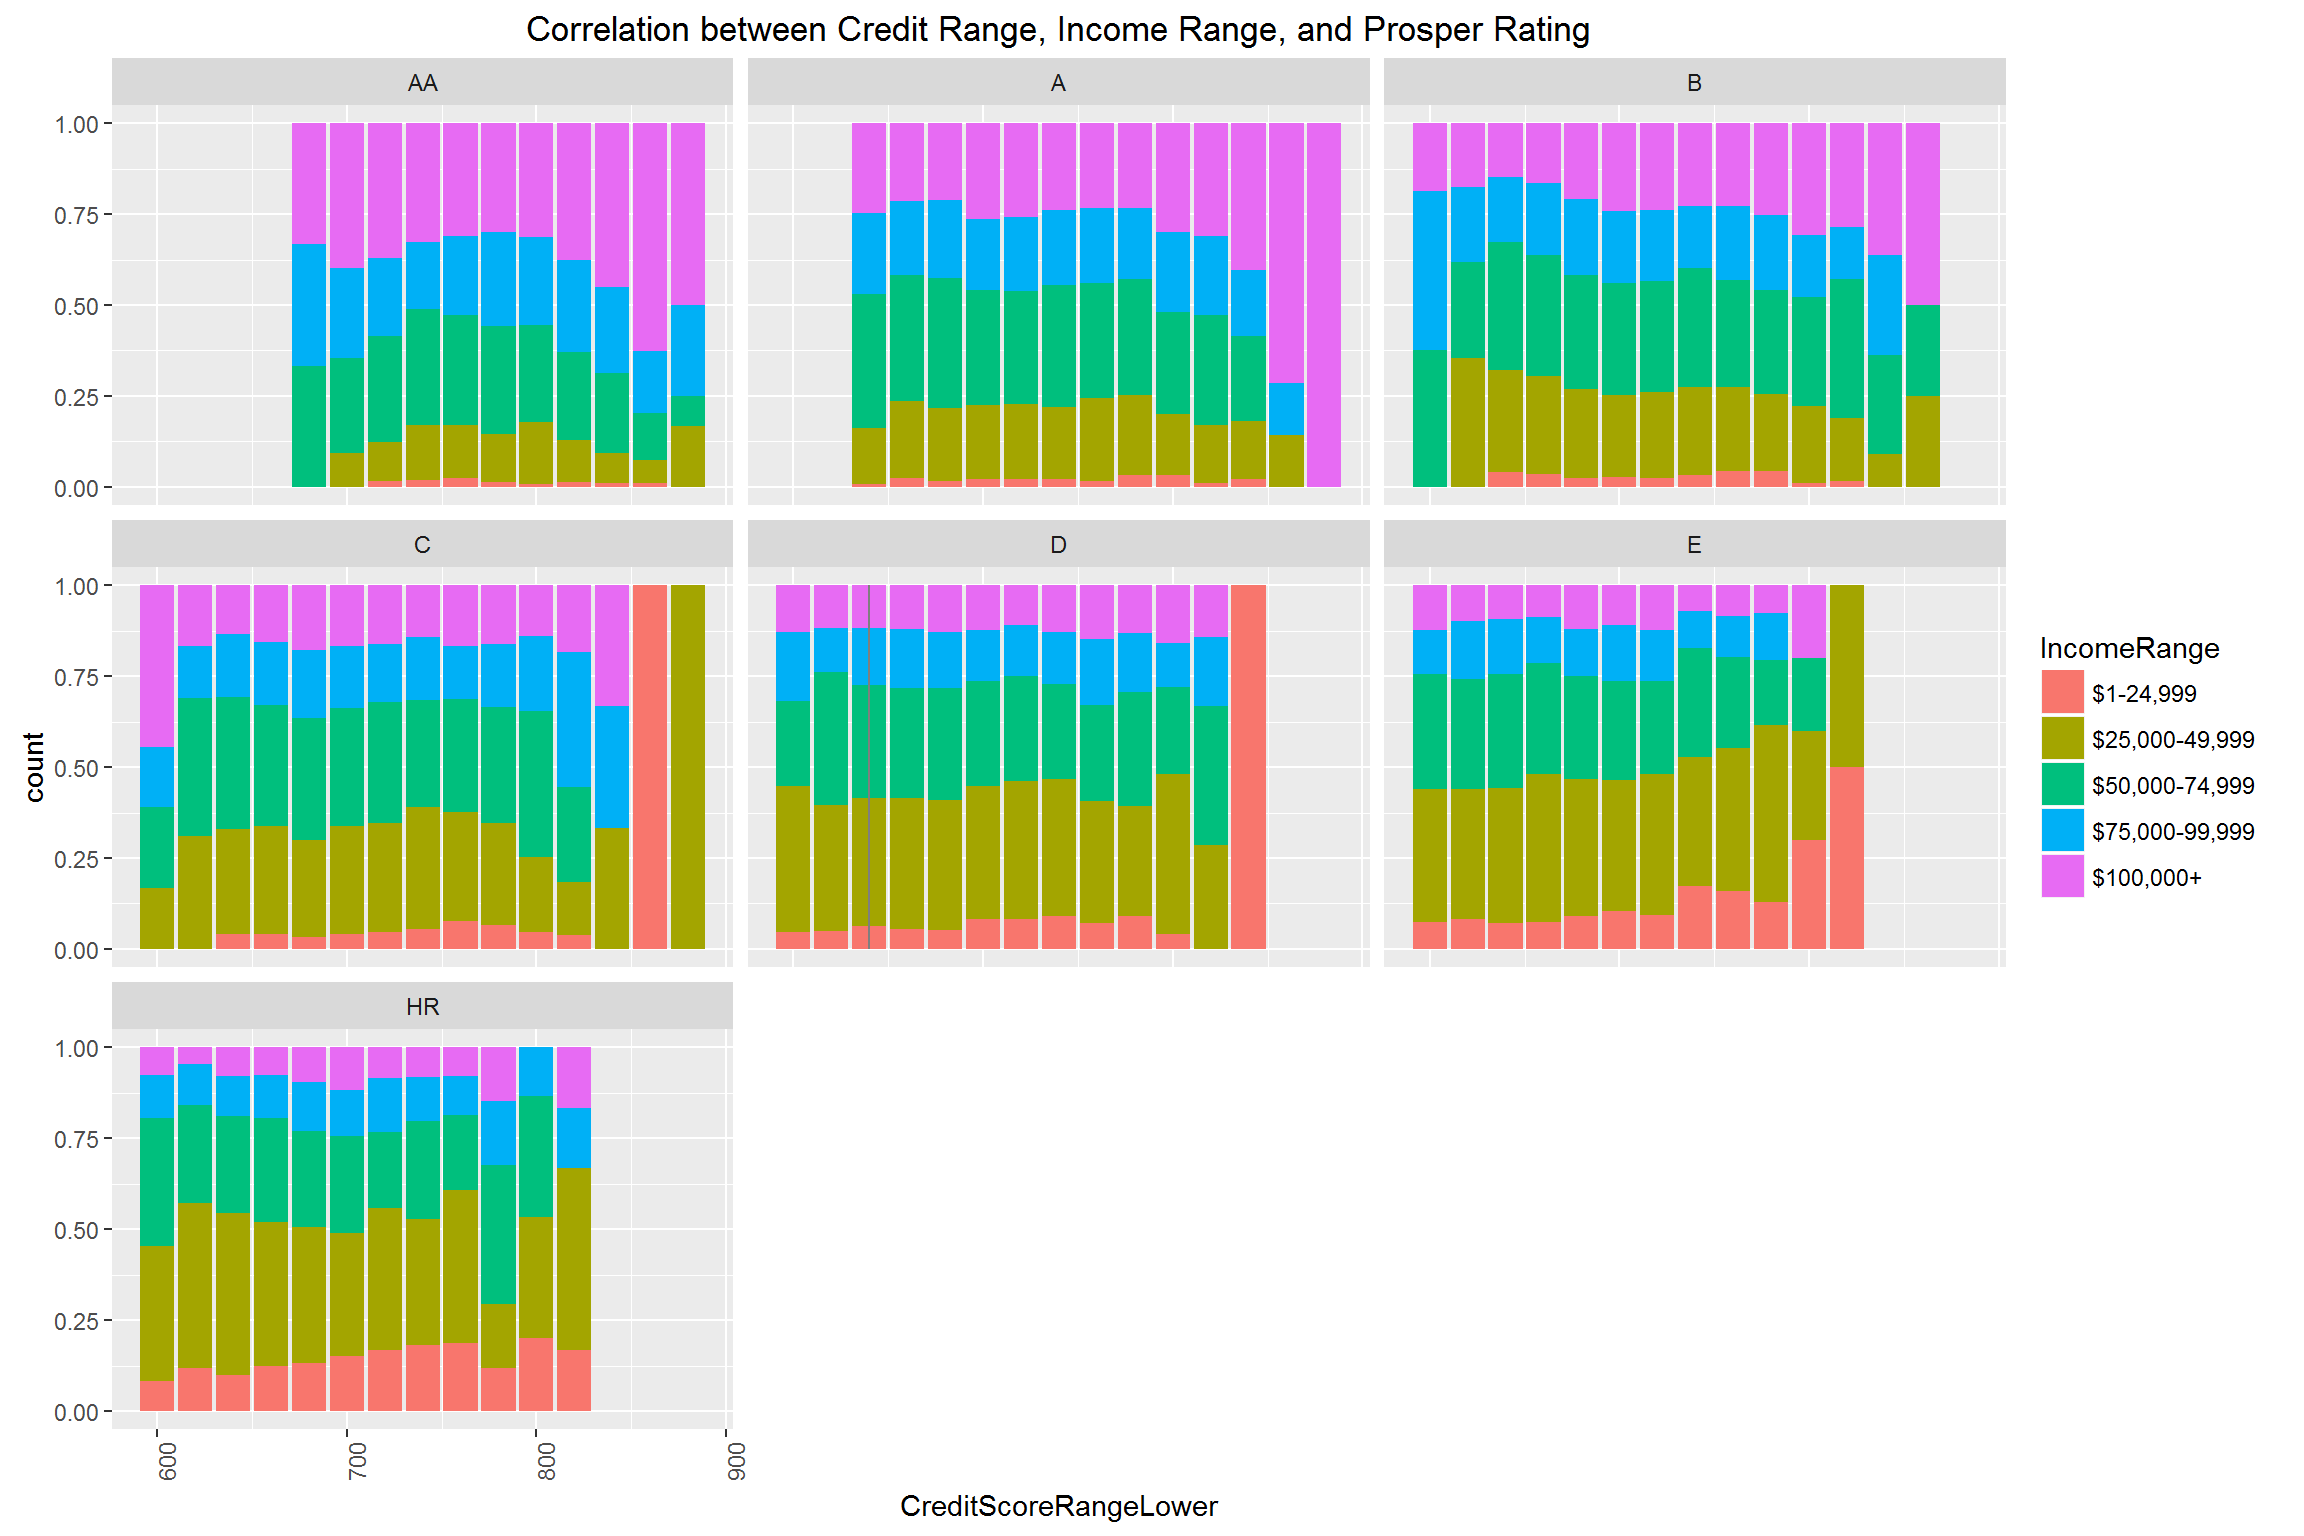 Correlation between Credit Range, Income Range, and Prosper Rating
AA
A
B
1.00
0.75
0.50
0.25
0.00
C
D
E
1.00
0.75
0.50
0.25
0.00
count
IncomeRange
$1-24,999
$25,000-49,999
$50,000-74,999
$75,000-99,999
$100,000+
HR
1.00
0.75
0.50
0.25
0.00
600
700
800
900
CreditScoreRangeLower